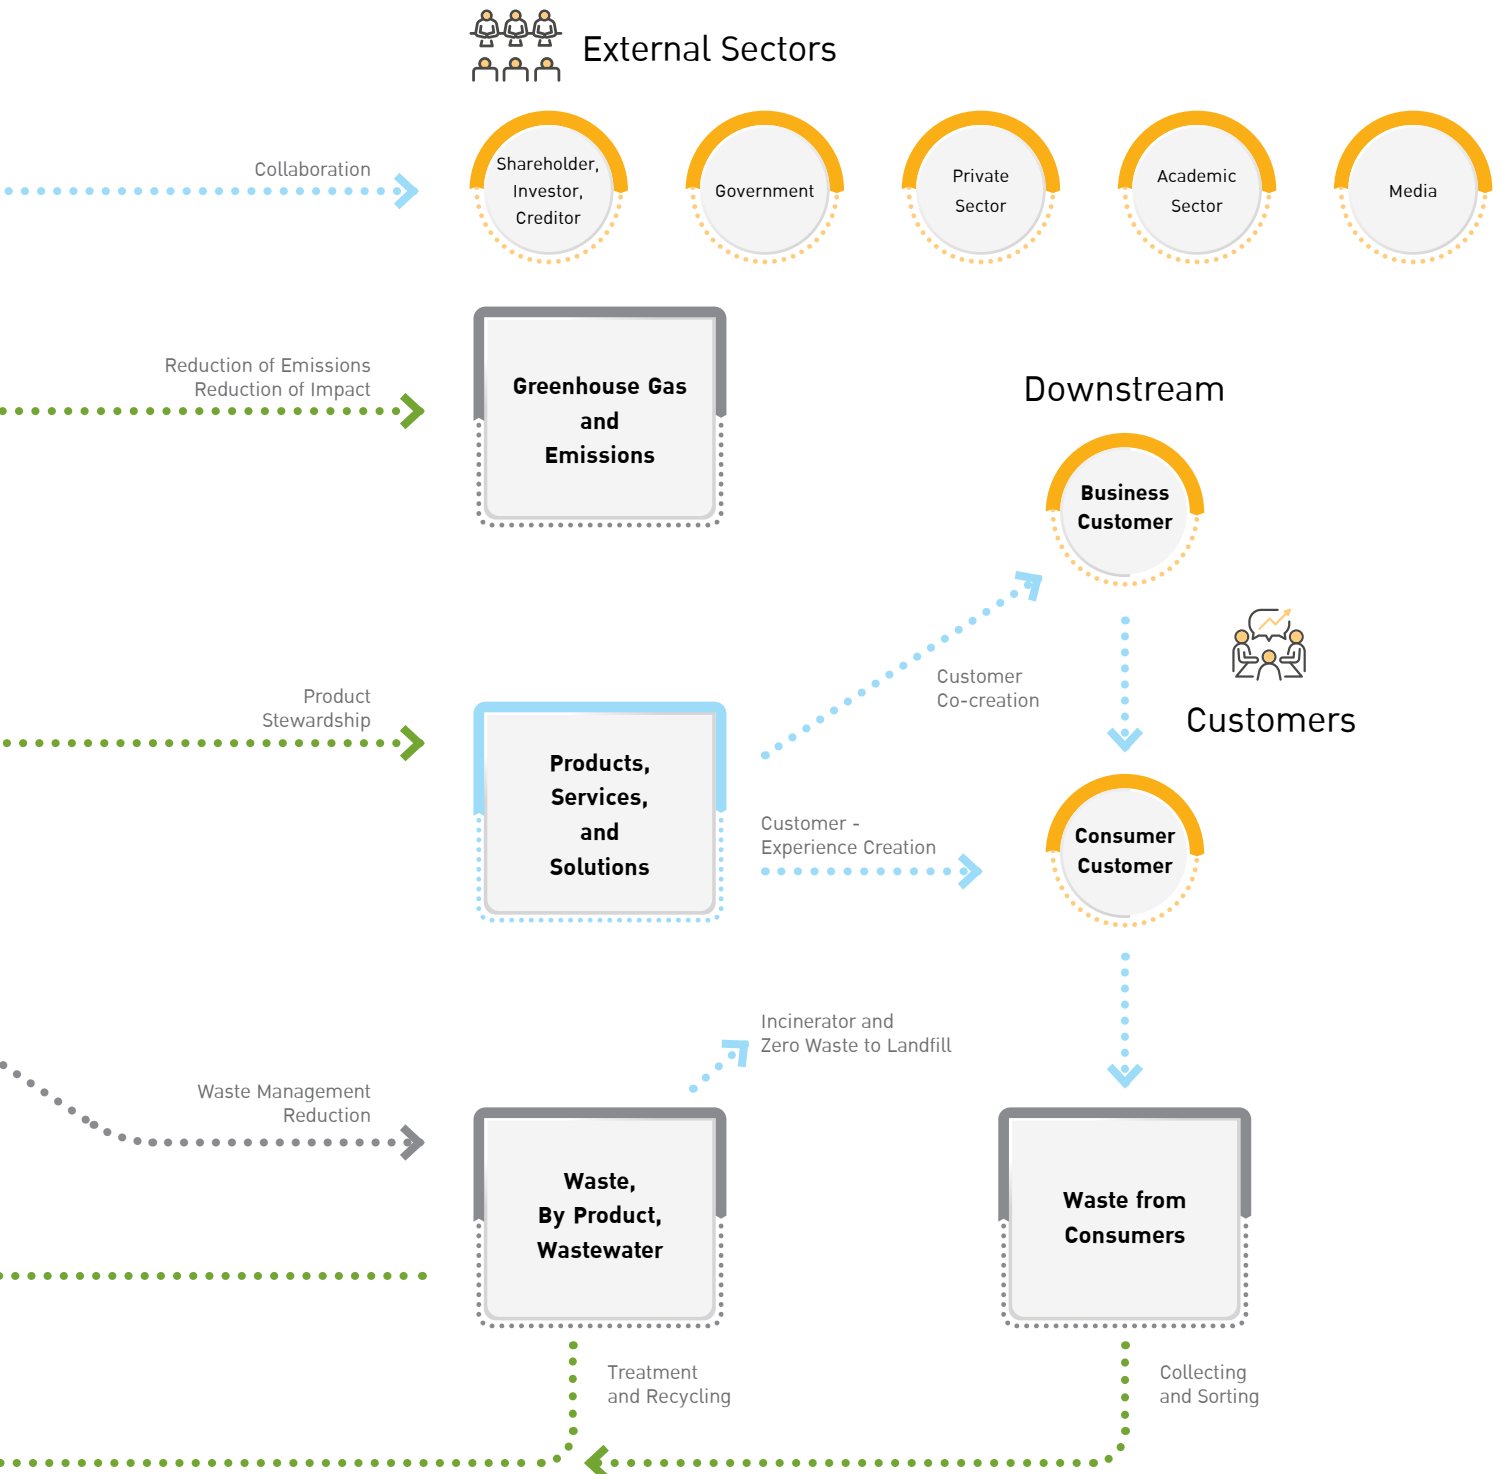 External Sectors
Collaboration
Shareholder,
Investor,
Creditor
Government
Private
Sector
Academic
Sector
Media
Reduction of Emissions
Reduction of Impact
Greenhouse Gas
and
Emissions
Downstream
Business
Customer
Customer
Co-creation
Customers
Product
Stewardship
Products,
Services,
and
Solutions
Customer -
Experience Creation
Consumer
Customer
Incinerator and
Zero Waste to Landfill
Waste Management
Reduction
Waste,
By Product,
Wastewater
Waste from
Consumers
Treatment
and Recycling
Collecting
and Sorting